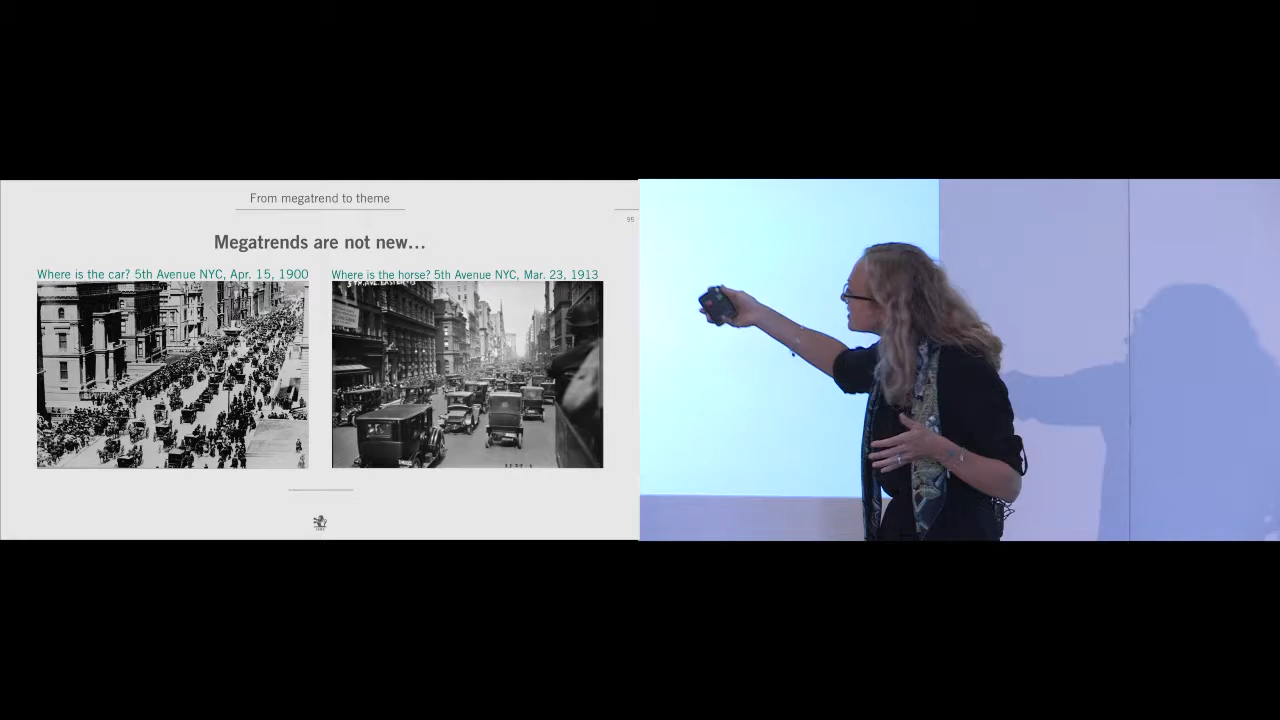 From megatrend to theme
95
Megatrends are not new...
Where is the car? 5th Avenue NYC, Apr. 15, 1900
Where is the horse? 5th Avenue NYC, Mar. 23, 1913